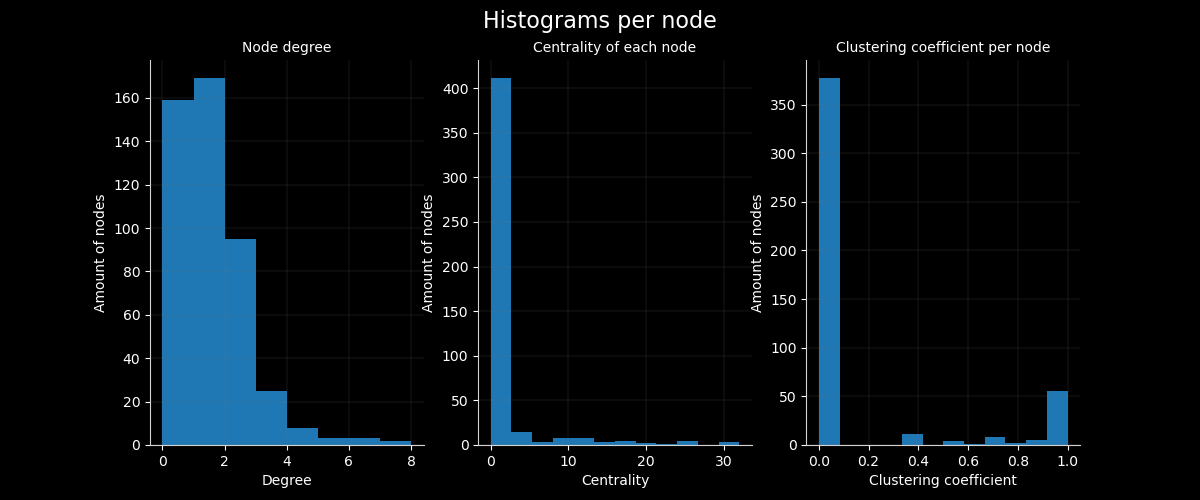 Histograms per node
Node degree
Centrality of each node
Clustering coefficient per node
Amount of nodes
160
140
120
100
80
60
40
20
0
0 2 4 6 8
Degree
Amount of nodes
400
350
300
250
200
150
100
50
0
0 10 20 30
Centrality
Amount of nodes
350
300
250
200
150
100
50
0
0.0 0.2 0.4 0.6 0.8 1.0
Clustering coefficient